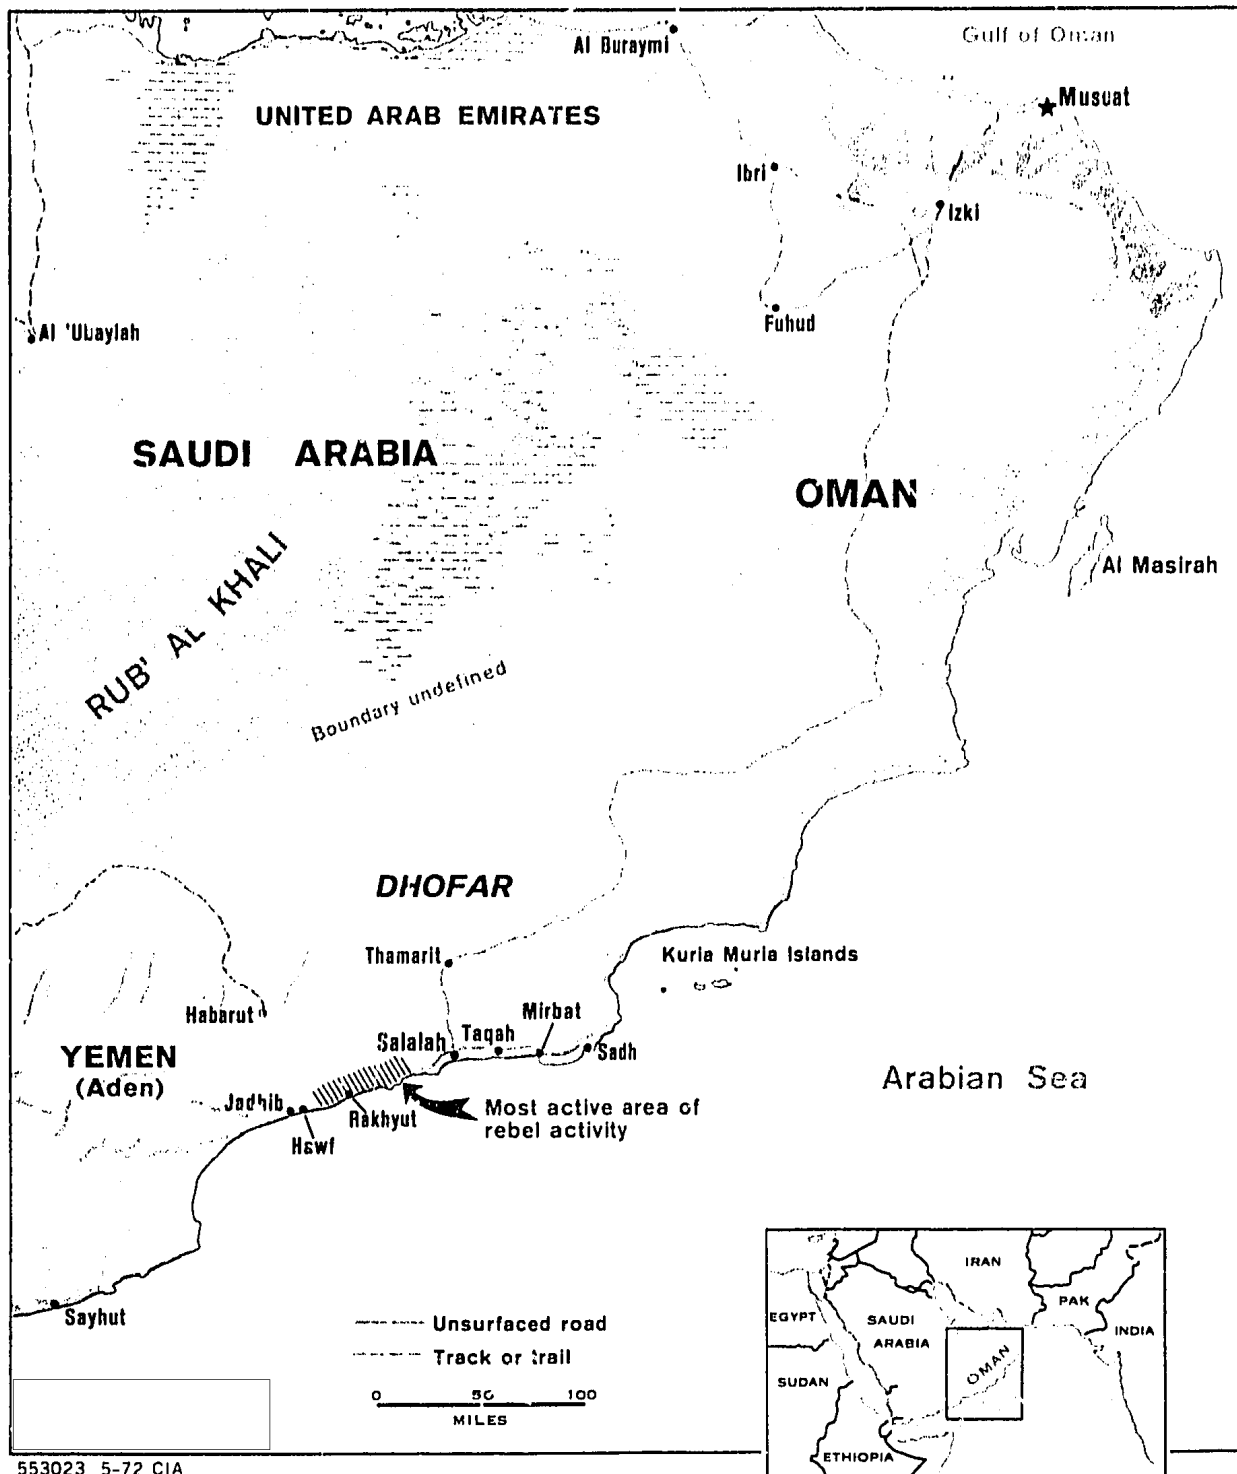 Gulf of Oman
Al Buraymi
Muscat
UNITED ARAB EMIRATES
Ibri
Izki
Fuhud
Al 'Ubaylah
SAUDI ARABIA
OMAN
RUB' AL KHALI
Al Masirah
Boundary undefined
DHOFAR
Thamarit
Kuria Muria Islands
Habarut
Mirbat
Salalah
Taqah
Sadh
YEMEN
(Aden)
Arabian Sea
Jadhib
Rakhyut
Hawf
Most active area of
rebel activity
Sayhut
Unsurfaced road
Track or trail
0 50 100
MILES
IRAN
PAK
EGYPT
SAUDI
ARABIA
INDIA
OMAN
SUDAN
ETHIOPIA
553023 5-72 CIA